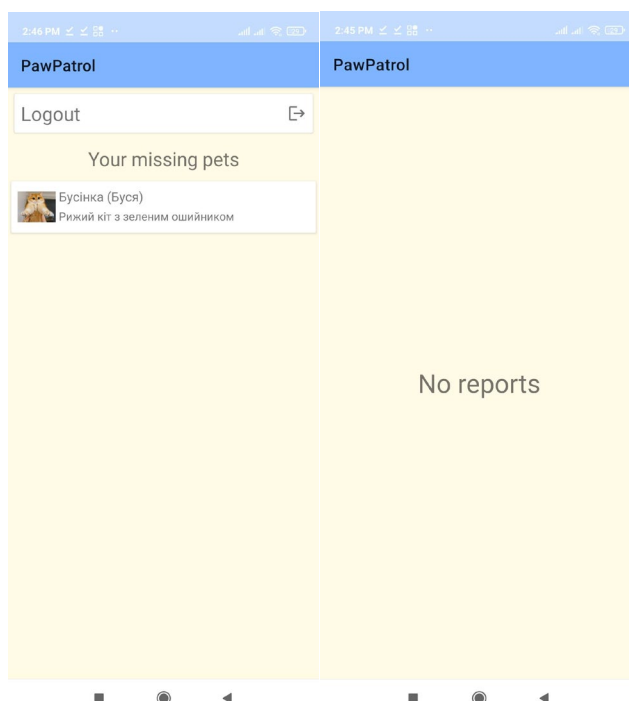 2:46 PM
PawPatrol
Logout
Your missing pets
Бусінка (Буся)
Рижий кіт з зеленим ошийником
2:45 PM
PawPatrol
No reports